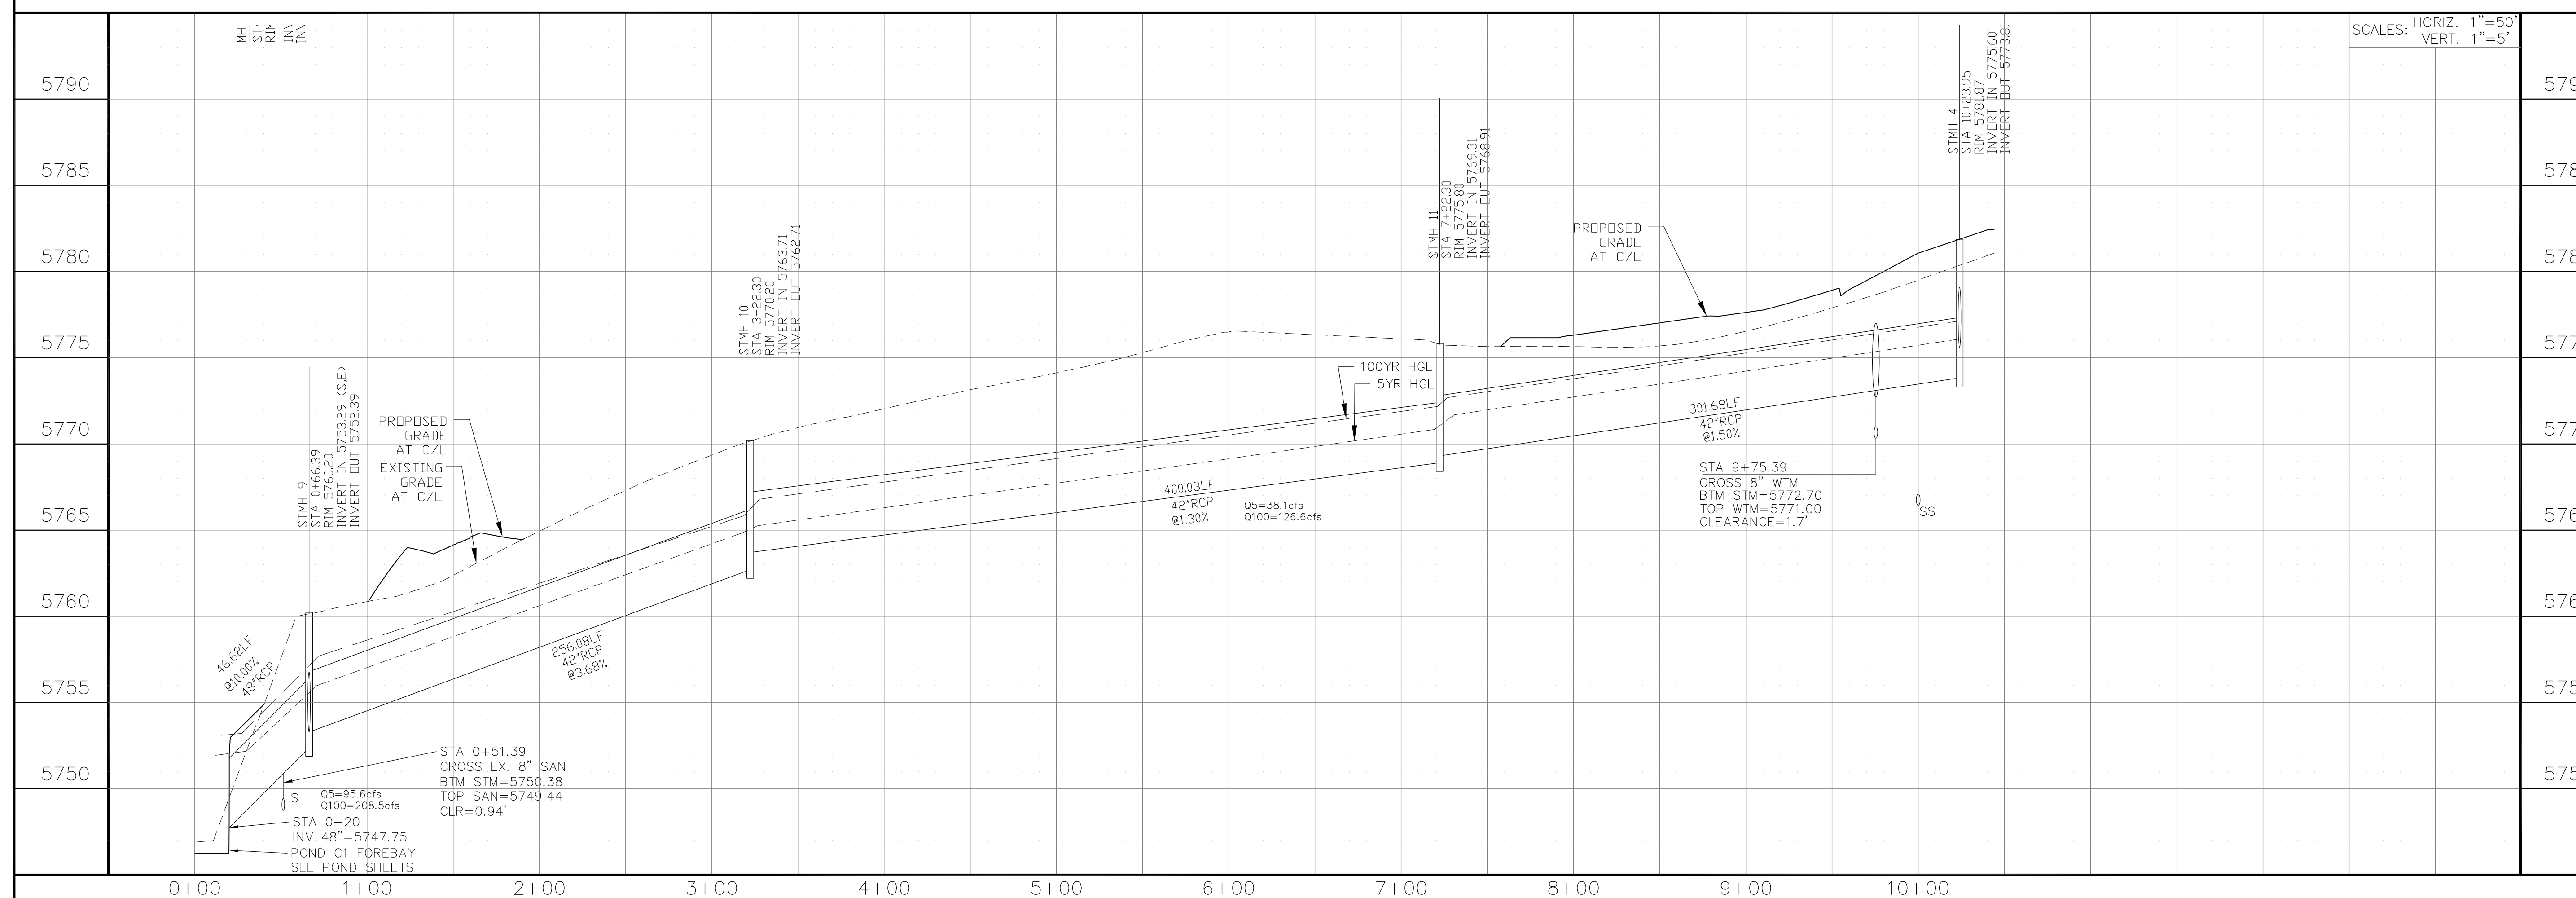 SCALES: HORIZ. 1"=50'
VERT. 1"=5'
MH
5790
5785
5780
5775
5770
5765
5760
5755
5750
STMH 9
STA 0+66.39
RIM 5760.20
INVERT IN 5753.29 (S,E)
INVERT OUT 5752.39
PROPOSED
GRADE
AT C/L
EXISTING
GRADE
AT C/L
STMH 10
STA 3+22.30
RIM 5770.20
INVERT IN 5763.71
INVERT OUT 5762.71
STMH 11
STA 7+22.30
RIM 5775.80
INVERT IN 5769.31
INVERT OUT 5768.91
PROPOSED
GRADE
AT C/L
STMH 4
STA 10+23.95
RIM 5781.87
INVERT IN 5775.60
INVERT OUT 5773.8
100YR HGL
5YR HGL
46.62LF
@10.00%
48"RCP
256.08LF
42"RCP
@3.68%
400.03LF
42"RCP
@1.30%
Q5=38.1cfs
Q100=126.6cfs
301.68LF
42"RCP
@1.50%
STA 9+75.39
CROSS 8" WTM
BTM STM=5772.70
TOP WTM=5771.00
CLEARANCE=1.7'
SS
STA 0+51.39
CROSS EX. 8" SAN
BTM STM=5750.38
TOP SAN=5749.44
CLR=0.94'
S
Q5=95.6cfs
Q100=208.5cfs
STA 0+20
INV 48"=5747.75
POND C1 FOREBAY
SEE POND SHEETS
0+00 1+00 2+00 3+00 4+00 5+00 6+00 7+00 8+00 9+00 10+00 - -